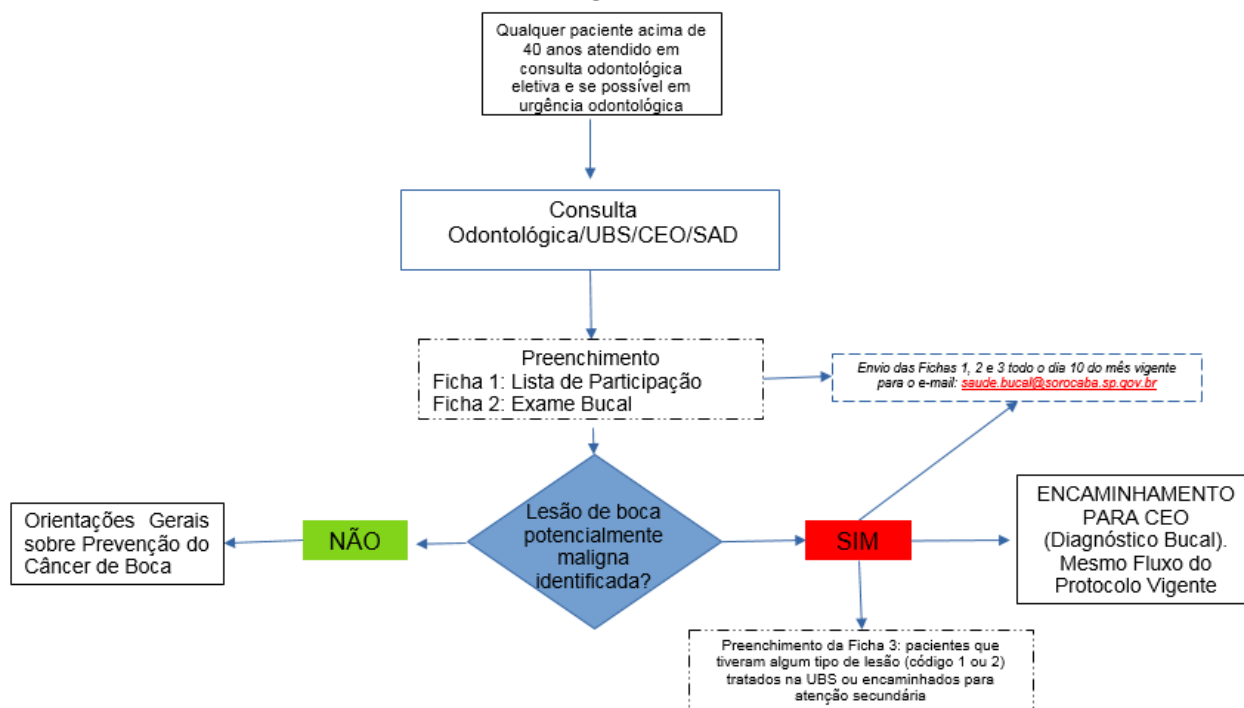 Qualquer paciente acima de
40 anos atendido em
consulta odontológica
eletiva e se possível em
urgência odontológica
Consulta
Odontológica/UBS/CEO/SAD
Preenchimento
Ficha 1: Lista de Participação
Ficha 2: Exame Bucal
Envio das Fichas 1, 2 e 3 todo o dia 10 do mês vigente
para o e-mail: saude.bucal@sorocaba.sp.gov.br
Lesão de boca
potencialmente
maligna
identificada?
NÃO
Orientações Gerais
sobre Prevenção do
Câncer de Boca
SIM
ENCAMINHAMENTO
PARA CEO
(Diagnóstico Bucal).
Mesmo Fluxo do
Protocolo Vigente
Preenchimento da Ficha 3: pacientes que
tiveram algum tipo de lesão (código 1 ou 2)
tratados na UBS ou encaminhados para
atenção secundária